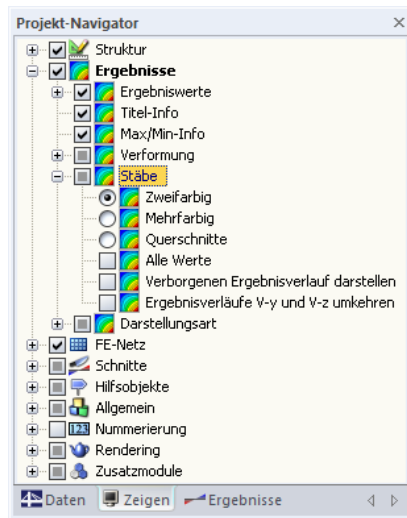 Projekt-Navigator
Struktur
Ergebnisse
Ergebniswerte
Titel-Info
Max/Min-Info
Verformung
Stäbe
Zweifarbig
Mehrfarbig
Querschnitte
Alle Werte
Verborgenen Ergebnisverlauf darstellen
Ergebnisverläufe V-y und V-z umkehren
Darstellungsart
FE-Netz
Schnitte
Hilfsobjekte
Allgemein
123 Nummerierung
Rendering
Zusatzmodule
Daten Zeigen Ergebnisse